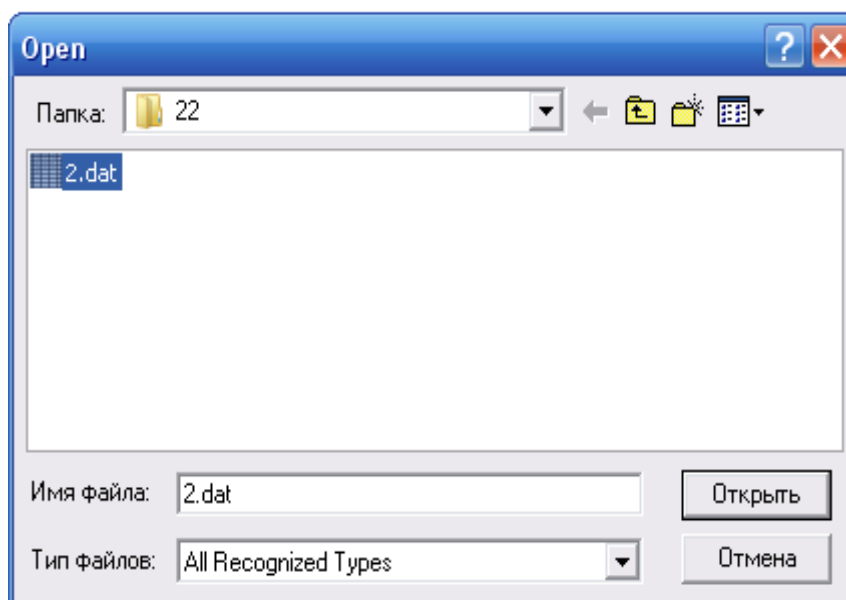 Open
Папка: 22
2.dat
Имя файла: 2.dat Открыть
Тип файлов: All Recognized Types Отмена